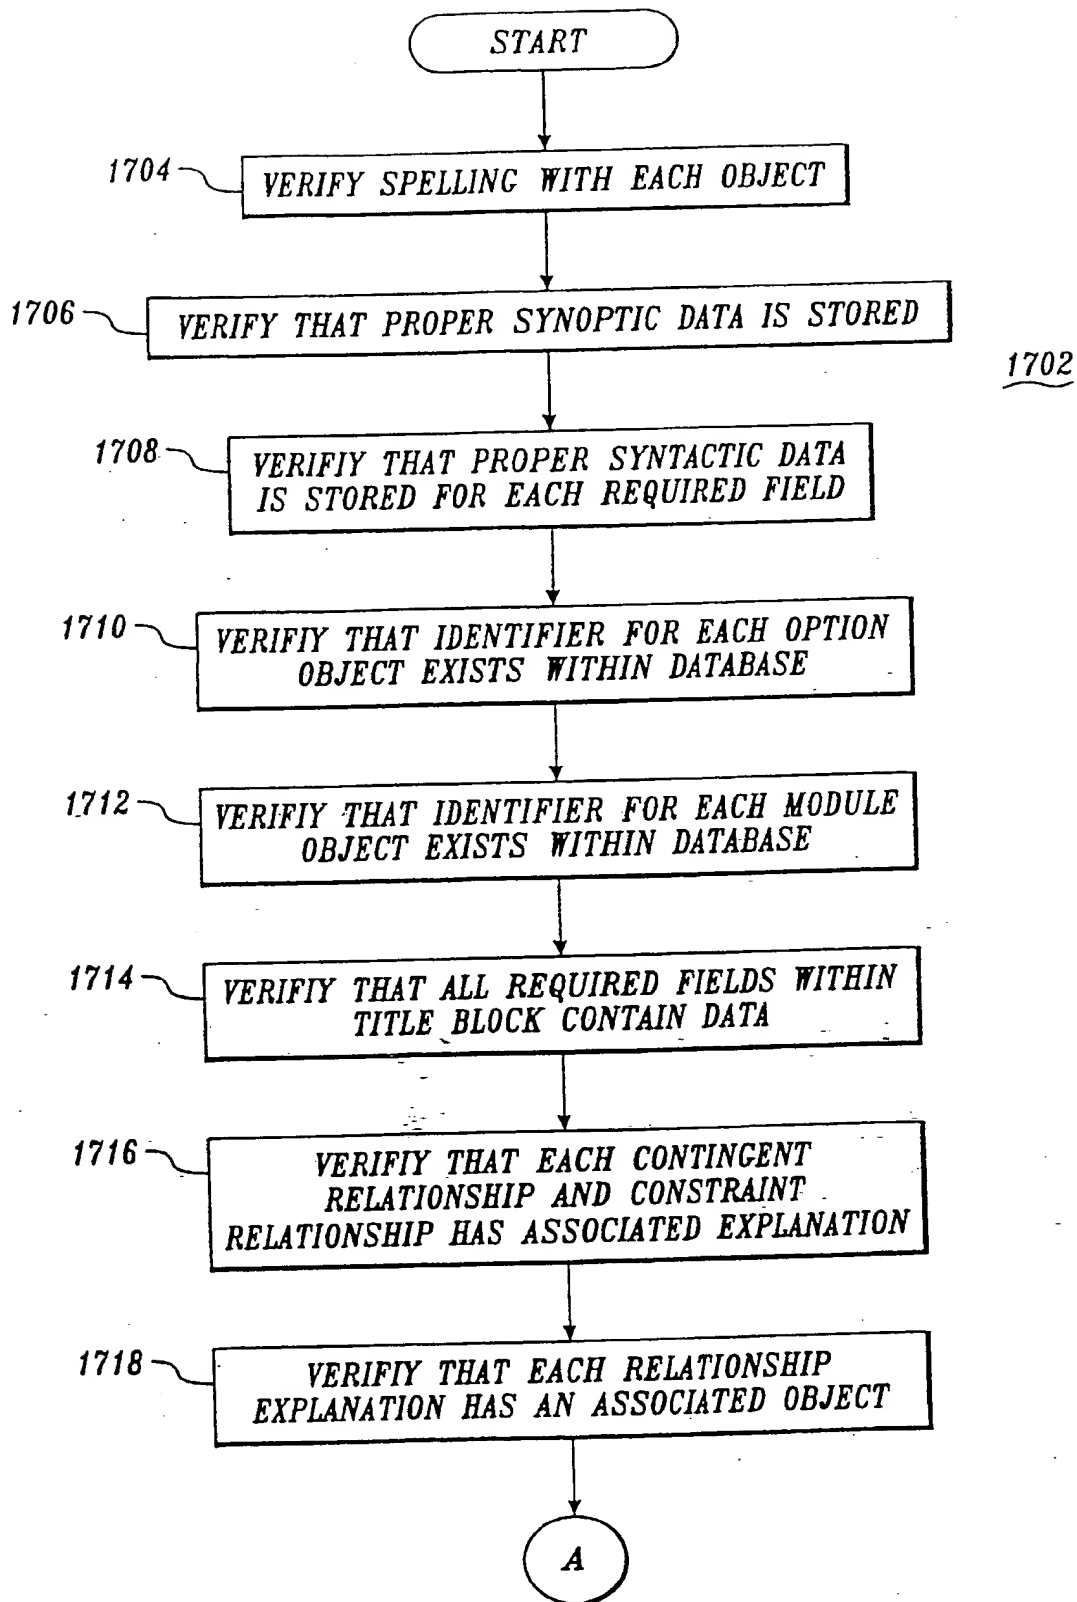 START
1704
VERIFY SPELLING WITH EACH OBJECT
1706
VERIFY THAT PROPER SYNOPTIC DATA IS STORED
1702
1708
VERIFIY THAT PROPER SYNTACTIC DATA
IS STORED FOR EACH REQUIRED FIELD
1710
VERIFIY THAT IDENTIFIER FOR EACH OPTION
OBJECT EXISTS WITHIN DATABASE
1712
VERIFIY THAT IDENTIFIER FOR EACH MODULE
OBJECT EXISTS WITHIN DATABASE
1714
VERIFIY THAT ALL REQUIRED FIELDS WITHIN
TITLE BLOCK CONTAIN DATA
1716
VERIFIY THAT EACH CONTINGENT
RELATIONSHIP AND CONSTRAINT
RELATIONSHIP HAS ASSOCIATED EXPLANATION
1718
VERIFIY THAT EACH RELATIONSHIP
EXPLANATION HAS AN ASSOCIATED OBJECT
A